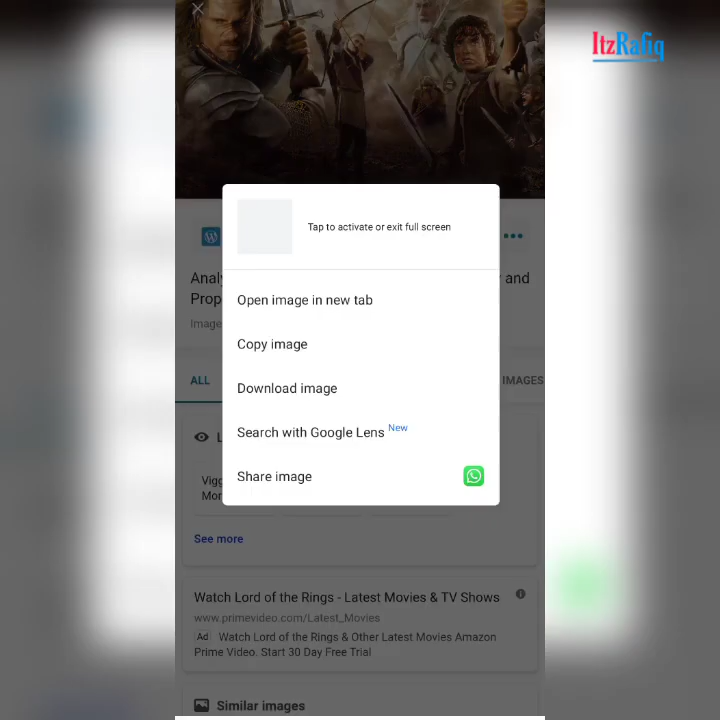 ItzRafiq
Tap to activate or exit full screen
and
Prop
Image
Open image in new tab
Copy image
Download image
Search with Google Lens New
Share image
ALL
IMAGES
L
Vigg
Mor
See more
Watch Lord of the Rings - Latest Movies & TV Shows
www.primevideo.com/Latest_Movies
Ad Watch Lord of the Rings & Other Latest Movies Amazon
Prime Video. Start 30 Day Free Trial
Similar images